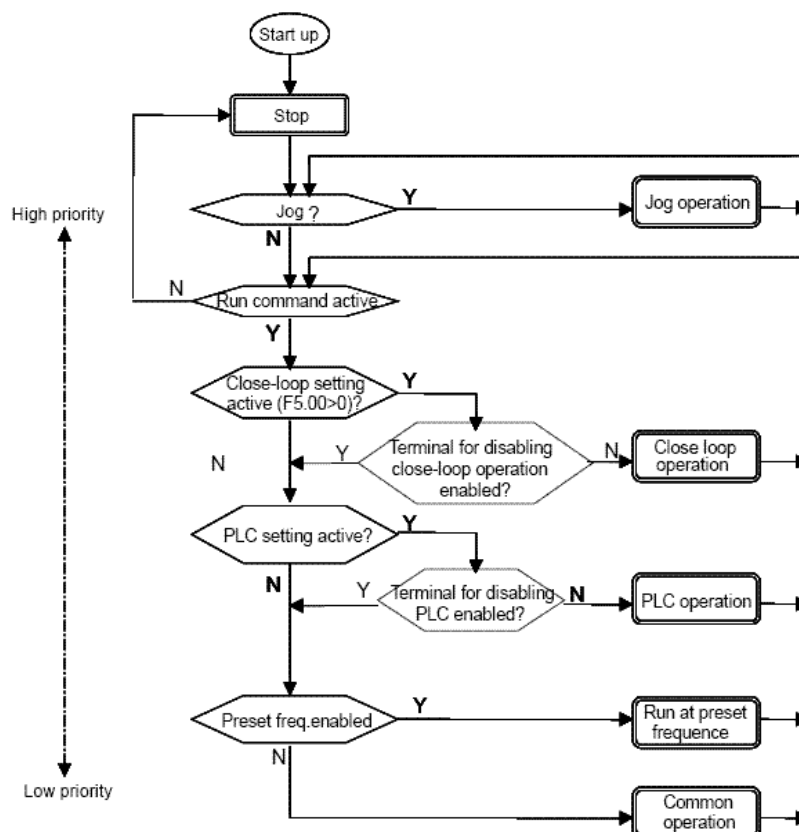 Start up
Stop
High priority
Jog ?
Y
Jog operation
N
N
Run command active
Y
Close-loop setting
active (F5.00>0)?
Y
N
Y
Terminal for disabling
close-loop operation
enabled?
N
Close loop
operation
PLC setting active?
Y
N
Y
Terminal for disabling
PLC enabled?
N
PLC operation
Preset freq.enabled
Y
Run at preset
frequence
N
Low priority
Common
operation